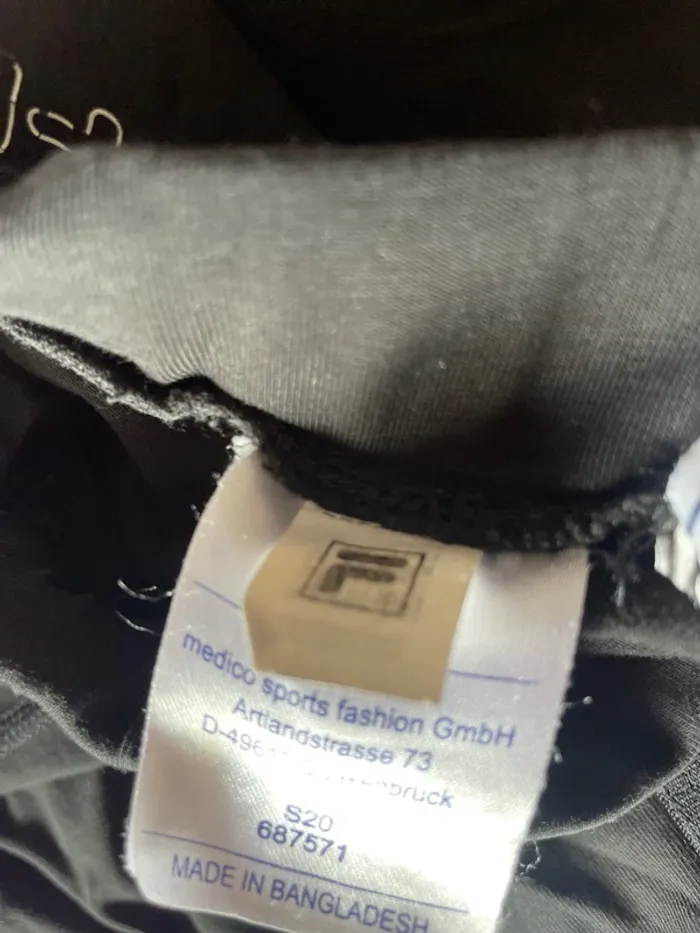 F
medico sports fashion GmbH
Artlandstrasse 73
S20
687571
MADE IN BANGLADESH